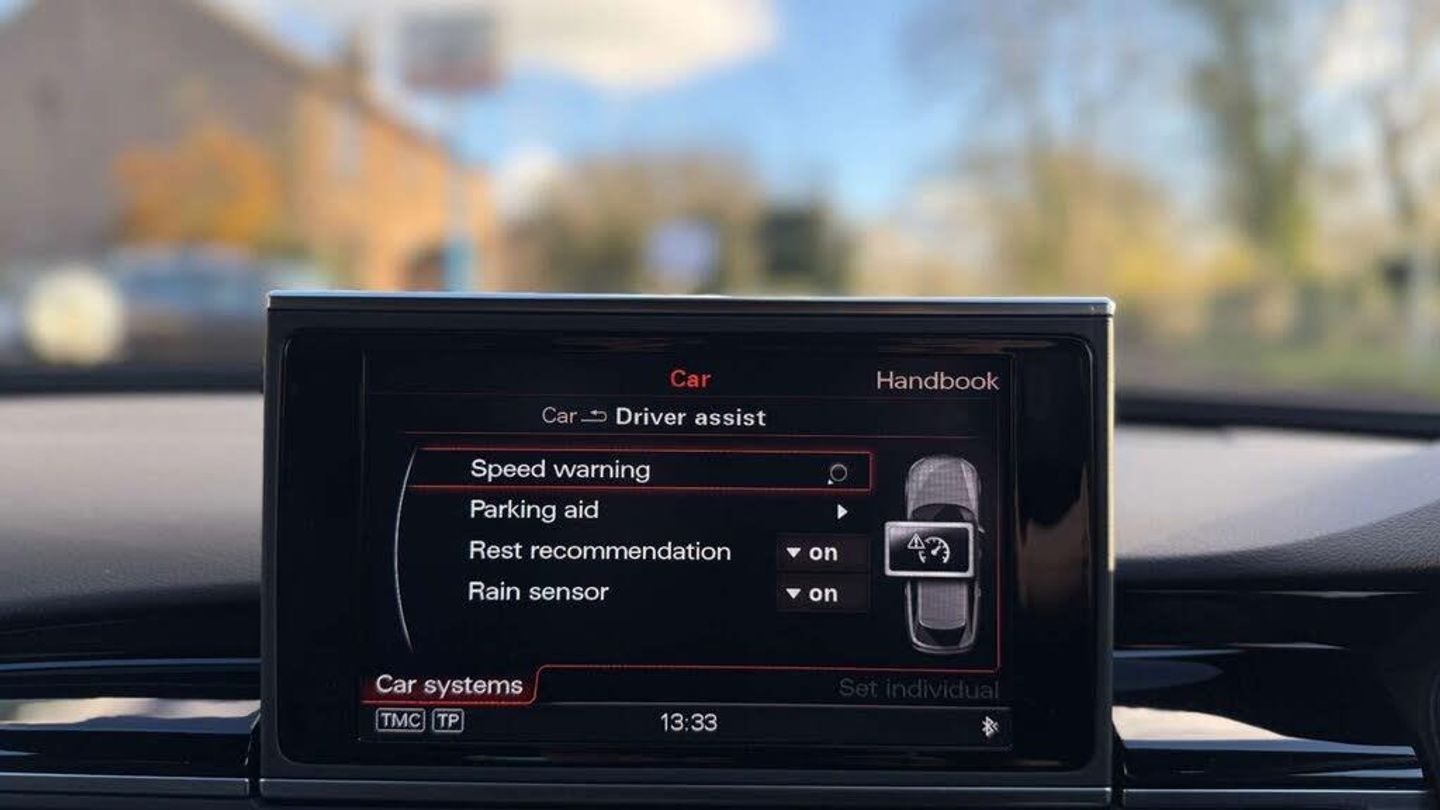 Car
Handbook
Car Driver assist
Speed warning
Parking aid
Rest recommendation on
Rain sensor on
Car systems
Set individual
TMC TP 13:33